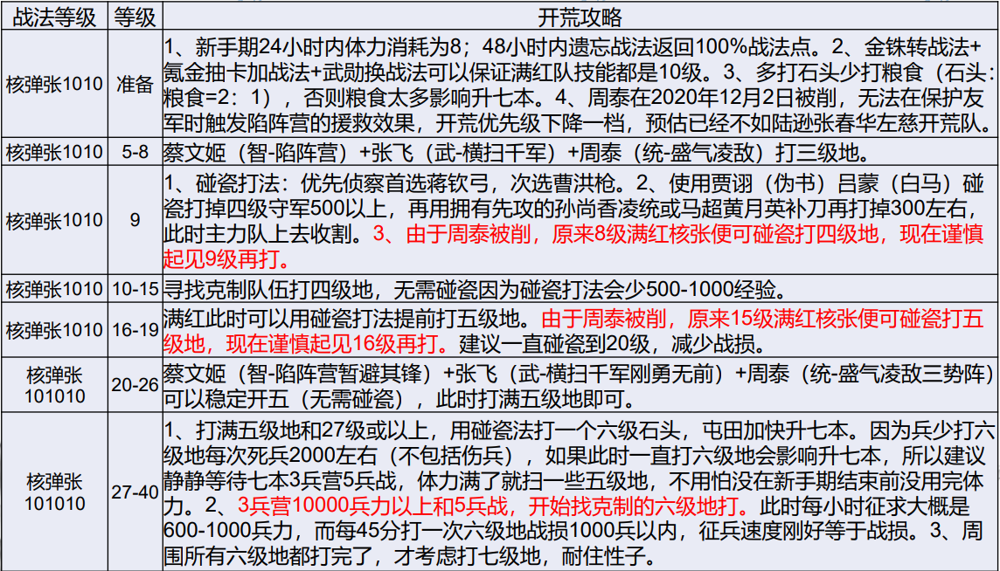 战法等级 等级 开荒攻略
1、新手期24小时内体力消耗为8；48小时内遗忘战法返回100%战法点。2、金铢转战法+
氪金抽卡加战法+武勋换战法可以保证满红队技能都是10级。3、多打石头少打粮食（石头：
核弹张1010 准备 粮食=2：1），否则粮食太多影响升七本。4、周泰在2020年12月2日被削，无法在保护友
军时触发陷阵营的援救效果，开荒优先级下降一档，预估已经不如陆逊张春华左慈开荒队。
核弹张1010 5-8 蔡文姬（智-陷阵营）+张飞（武-横扫千军）+周泰（统-盛气凌敌）打三级地。
1、碰瓷打法：优先侦察首选蒋钦弓，次选曹洪枪。2、使用贾诩（伪书）吕蒙（白马）碰
瓷打掉四级守军500以上，再用拥有先攻的孙尚香凌统或马超黄月英补刀再打掉300左右，
核弹张1010 9 此时主力队上去收割。3、由于周泰被削，原来8级满红核张便可碰瓷打四级地，现在谨慎
起见9级再打。
核弹张1010 10-15 寻找克制队伍打四级地，无需碰瓷因为碰瓷打法会少500-1000经验。
满红此时可以用碰瓷打法提前打五级地。由于周泰被削，原来15级满红核张便可碰瓷打五
核弹张1010 16-19 级地，现在谨慎起见16级再打。建议一直碰瓷到20级，减少战损。
核弹张
101010 20-26 蔡文姬（智-陷阵营暂避其锋）+张飞（武-横扫千军刚勇无前）+周泰（统-盛气凌敌三势阵）
可以稳定开五（无需碰瓷），此时打满五级地即可。
1、打满五级地和27级或以上，用碰瓷法打一个六级石头，屯田加快升七本。因为兵少打六
级地每次死兵2000左右（不包括伤兵），如果此时一直打六级地会影响升七本，所以建议
核弹张
101010 27-40 静静等待七本3兵营5兵战，体力满了就扫一些五级地，不用怕没在新手期结束前没用完体
力。2、3兵营10000兵力以上和5兵战，开始找克制的六级地打。此时每小时征求大概是
600-1000兵力，而每45分打一次六级地战损1000兵以内，征兵速度刚好等于战损。3、周
围所有六级地都打完了，才考虑打七级地，耐住性子。